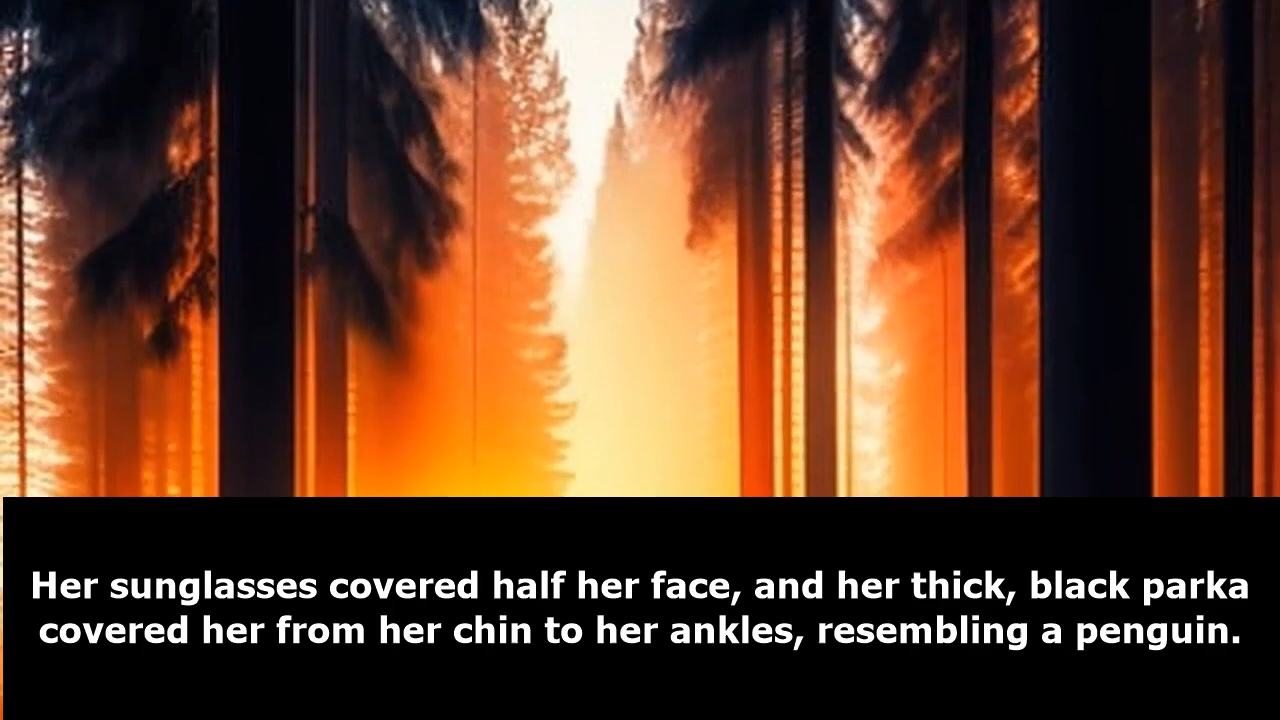 Her sunglasses covered half her face, and her thick, black parka
covered her from her chin to her ankles, resembling a penguin.